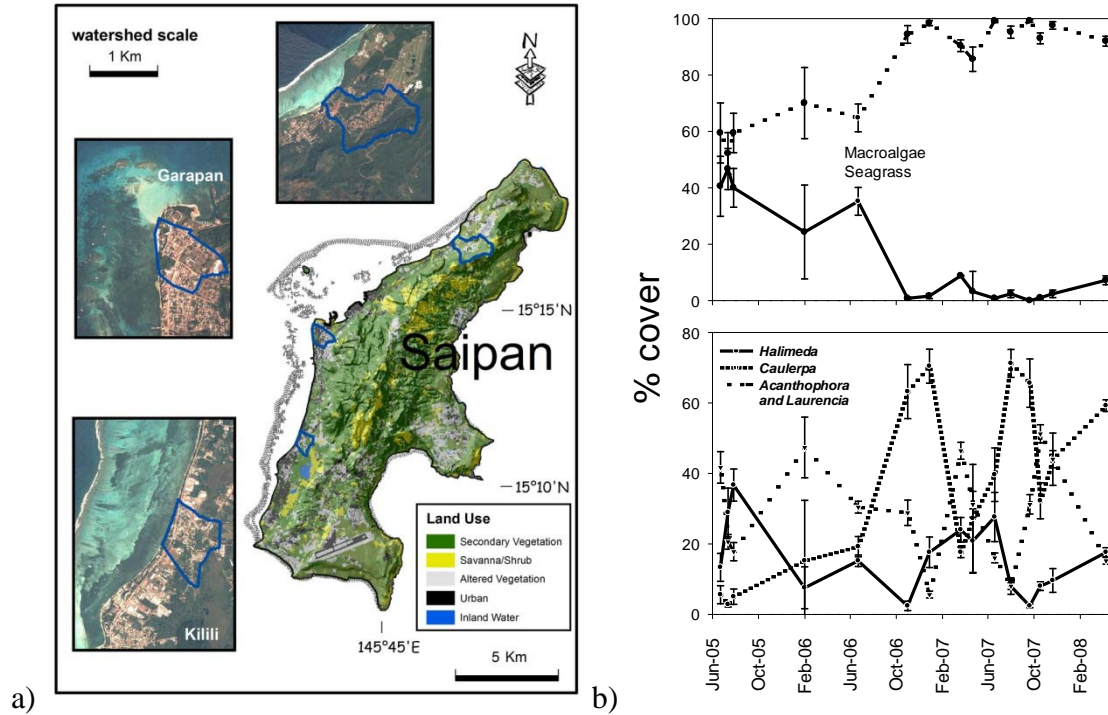 watershed scale
1 Km
N
Garapan
15°15'N
Saipan
15°10'N
Kilili
Land Use
Secondary Vegetation
Savanna/Shrub
Altered Vegetation
Urban
Inland Water
145°45'E
5 Km
a)
b)
% cover
100
80
60
40
20
0
Macroalgae
Seagrass
80
60
40
20
0
Halimeda
Caulerpa
Acanthophora
and Laurencia
Jun-05
Oct-05
Feb-06
Jun-06
Oct-06
Feb-07
Jun-07
Oct-07
Feb-08